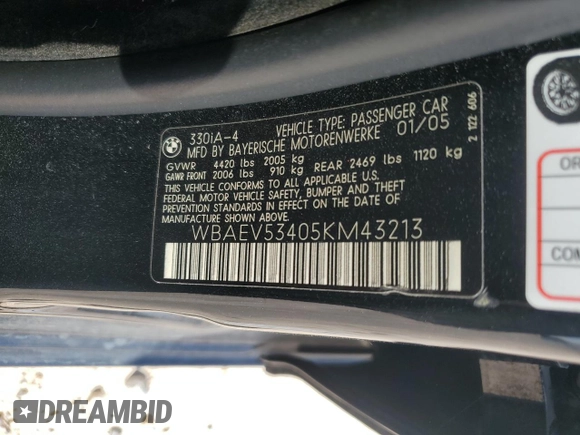 BMW
330iA-4 VEHICLE TYPE: PASSENGER CAR
MFD BY BAYERISCHE MOTORENWERKE 01/05
GVWR 4420 lbs 2005 kg
GAWR FRONT 2006 lbs 910 kg REAR 2469 lbs 1120 kg
THIS VEHICLE CONFORMS TO ALL APPLICABLE
FEDERAL MOTOR VEHICLE SAFETY, BUMPER AND THEFT
PREVENTION STANDARDS IN EFFECT ON THE DATE OF
MANUFACTURE SHOWN ABOVE.
WBAEV53405KM43213
2 122 606
OR
COM
DREAMBID